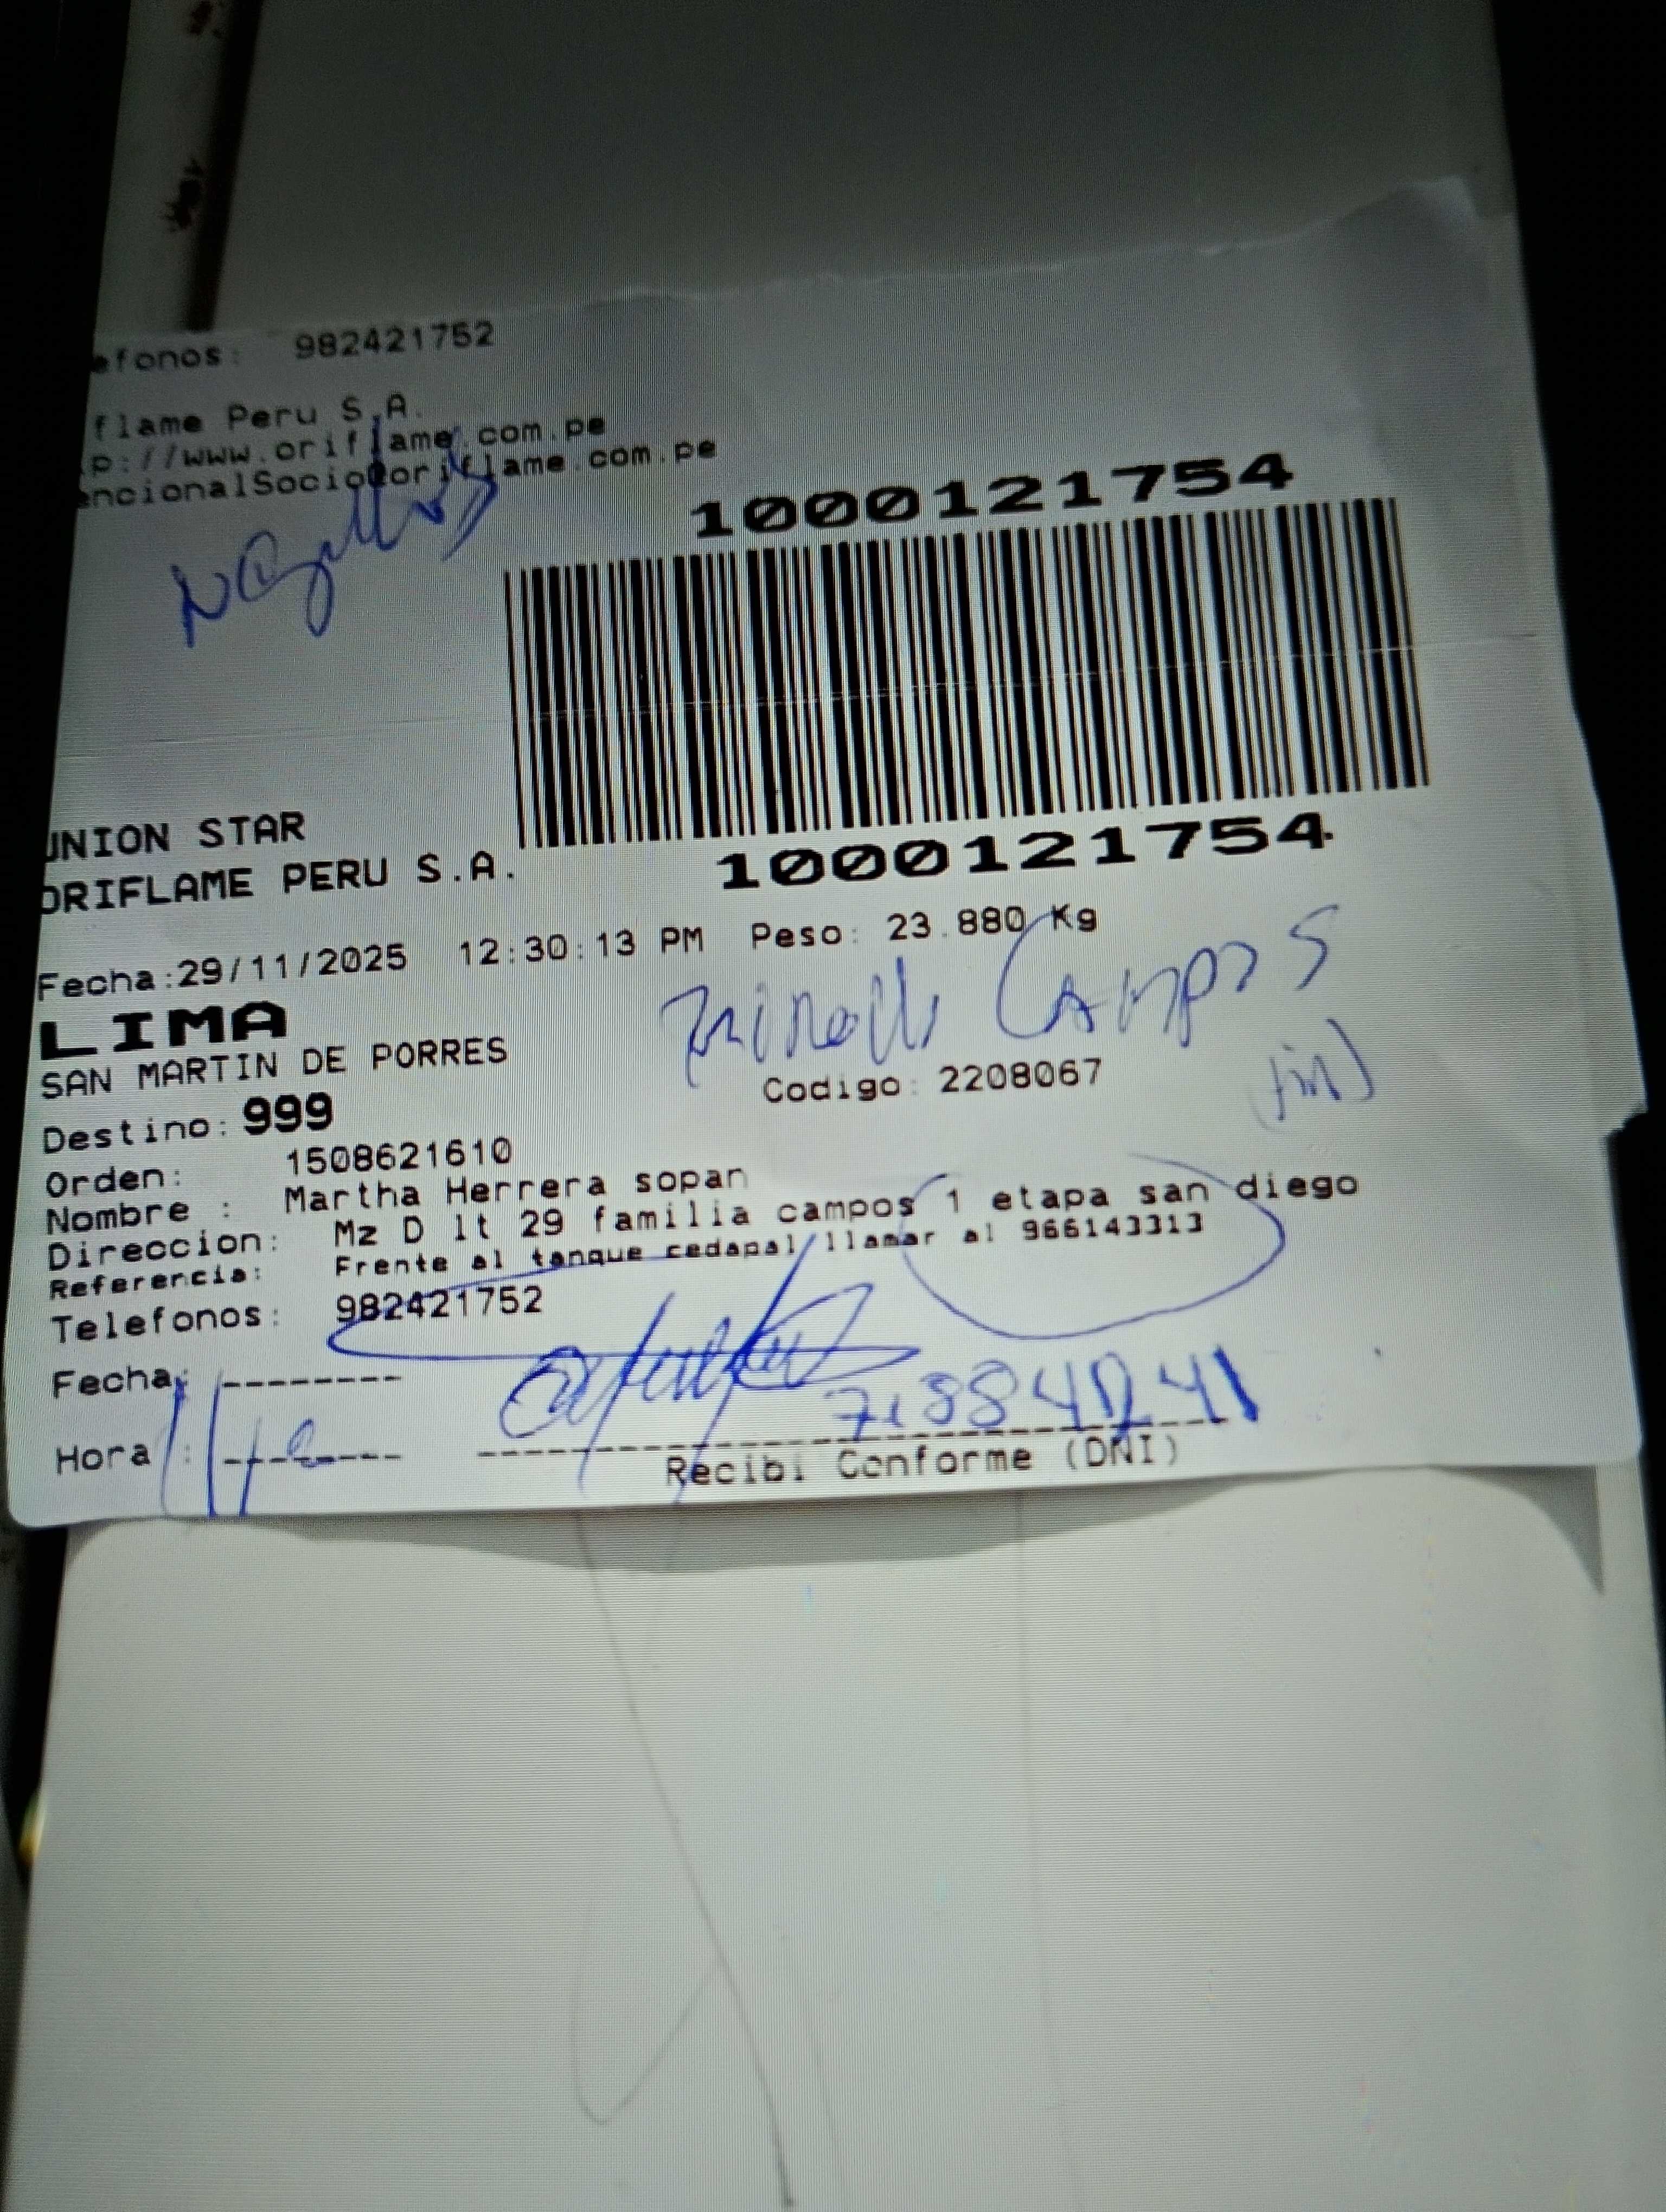 efonos: 982421752
flame Peru S.A.
p://www.oriflame.com.pe
encionalSocio@oriflame.com.pe
1000121754
1000121754
UNION STAR
ORIFLAME PERU S.A.
Fecha:29/11/2025 12:30:13 PM Peso: 23.880 Kg
LIMA
Campos
SAN MARTIN DE PORRES
Codigo: 2208067
Destino: 999
Orden: 1508621610
Nombre : Martha Herrera sopan
Direccion: Mz D lt 29 familia campos 1 etapa san diego
Referencia: Frente al tanque cedapal/llamar al 966143313
Telefonos: 982421752
Fecha:
Hora :
Recibi Conforme (DNI)